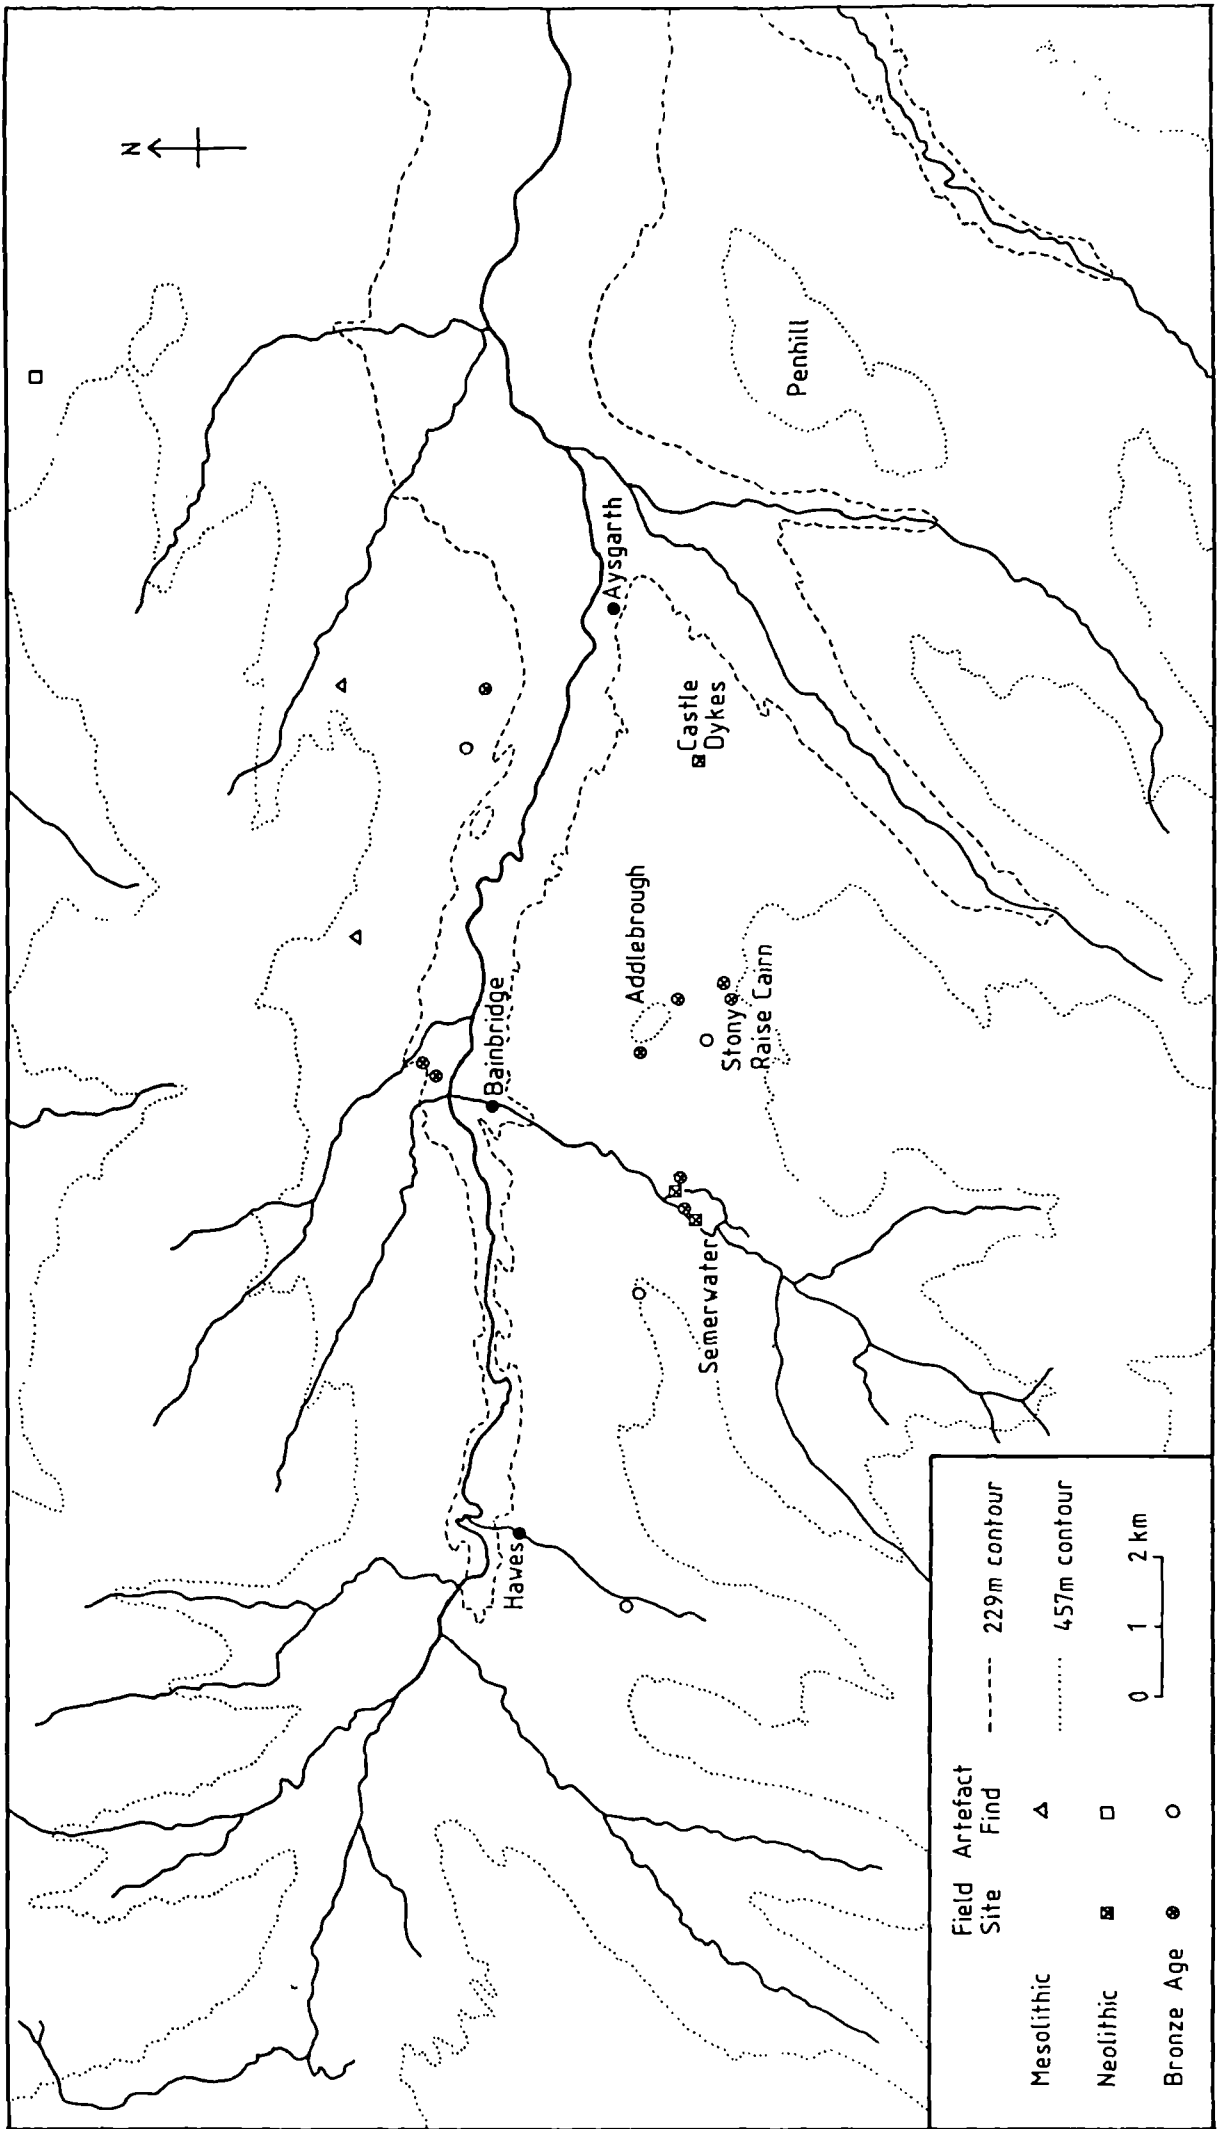 N
Penhill
Aysgarth
Castle
Dykes
Addlebrough
Stony
Raise Cairn
Bainbridge
Semerwater
Hawes
Field Artefact
Site Find
Mesolithic
Neolithic
Bronze Age
229m contour
457m contour
0 1 2 km